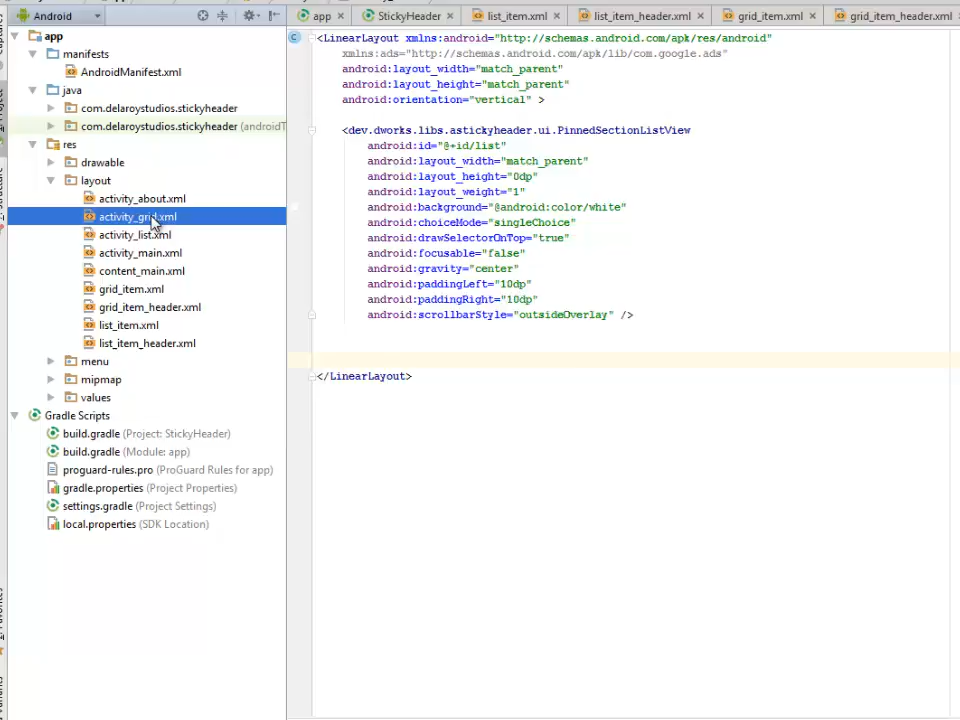 Android
app
StickyHeader
list_item.xml
list_item_header.xml
grid_item.xml
grid_item_header.xml
app
manifests
AndroidManifest.xml
java
com.delaroystudios.stickyheader
com.delaroystudios.stickyheader (androidT
res
drawable
layout
activity_about.xml
activity_grid.xml
activity_list.xml
activity_main.xml
content_main.xml
grid_item.xml
grid_item_header.xml
list_item.xml
list_item_header.xml
menu
mipmap
values
Gradle Scripts
build.gradle (Project: StickyHeader)
build.gradle (Module: app)
proguard-rules.pro (ProGuard Rules for app)
gradle.properties (Project Properties)
settings.gradle (Project Settings)
local.properties (SDK Location)
<LinearLayout xmlns:android="http://schemas.android.com/apk/res/android"
xmlns:ads="http://schemas.android.com/apk/lib/com.google.ads"
android:layout_width="match_parent"
android:layout_height="match_parent"
android:orientation="vertical" >
<dev.dworks.libs.astickyheader.ui.PinnedSectionListView
android:id="@+id/list"
android:layout_width="match_parent"
android:layout_height="0dp"
android:layout_weight="1"
android:background="@android:color/white"
android:choiceMode="singleChoice"
android:drawSelectorOnTop="true"
android:focusable="false"
android:gravity="center"
android:paddingLeft="10dp"
android:paddingRight="10dp"
android:scrollbarStyle="outsideOverlay" />
</LinearLayout>